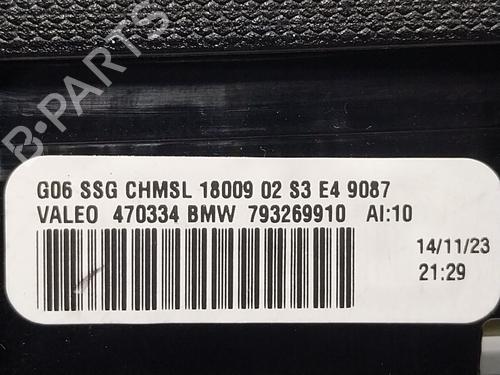 G06 SSG CHMSL 18009 02 S3 E4 9087
VALEO 470334 BMW 793269910 AI:10
14/11/23
21:29
B-PARTS